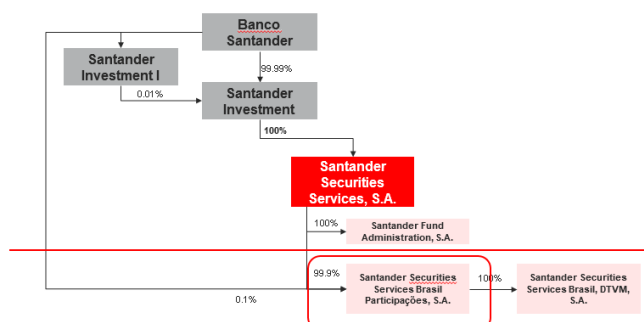 Banco
Santander
Santander
Investment I
99.99%
0.01%
Santander
Investment
100%
Santander
Securities
Services, S.A.
100%
Santander Fund
Administration, S.A.
99.9%
Santander Securities
Services Brasil
Participações, S.A.
100%
Santander Securities
Services Brasil, DTVM,
S.A.
0.1%